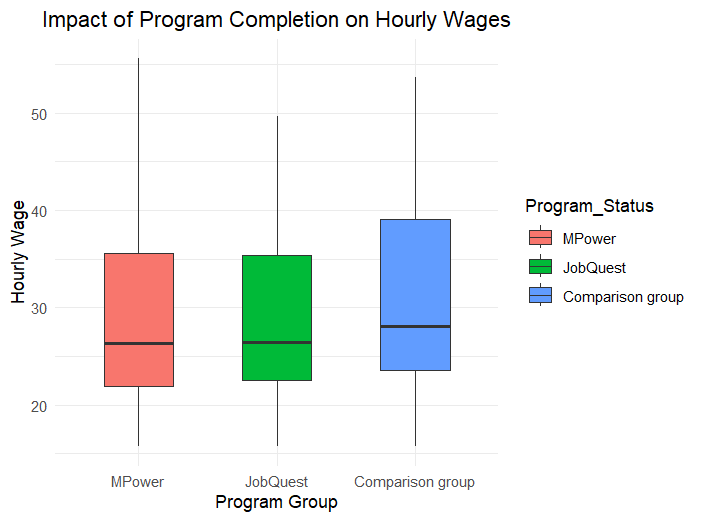 Impact of Program Completion on Hourly Wages
Hourly Wage
50
40
30
20
MPower
JobQuest
Comparison group
Program Group
Program_Status
MPower
JobQuest
Comparison group